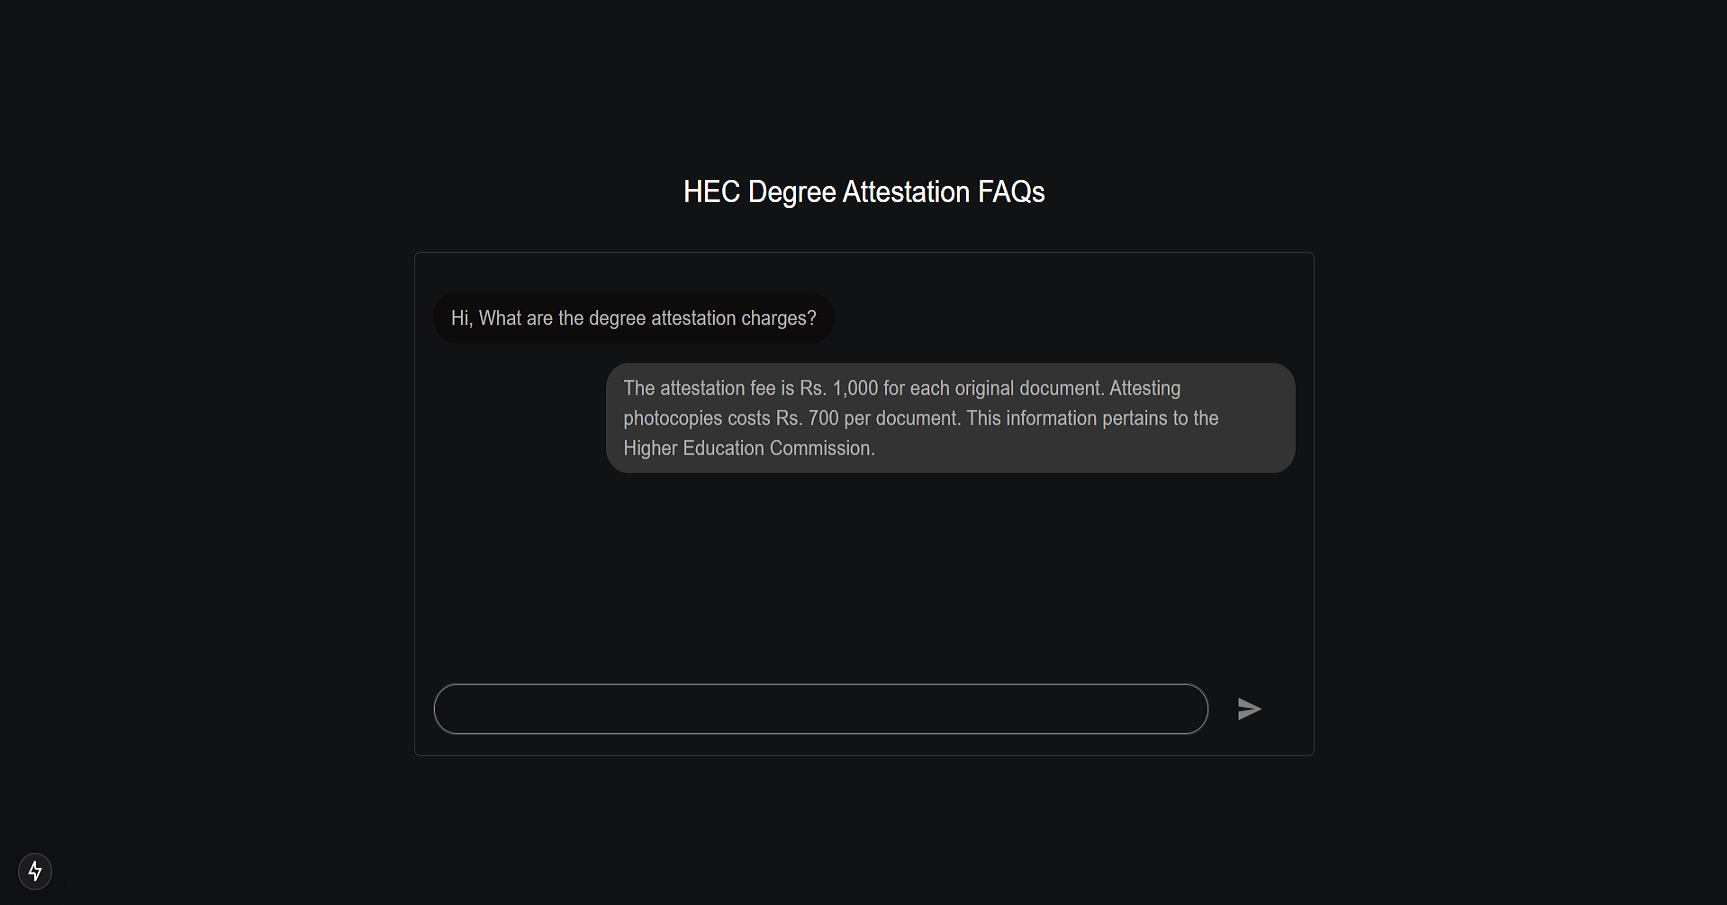 HEC Degree Attestation FAQs
Hi, What are the degree attestation charges?
The attestation fee is Rs. 1,000 for each original document. Attesting
photocopies costs Rs. 700 per document. This information pertains to the
Higher Education Commission.